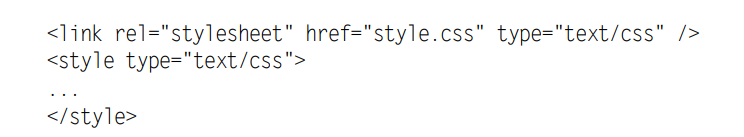 <link rel="stylesheet" href="style.css" type="text/css" />
<style type="text/css">
...
</style>